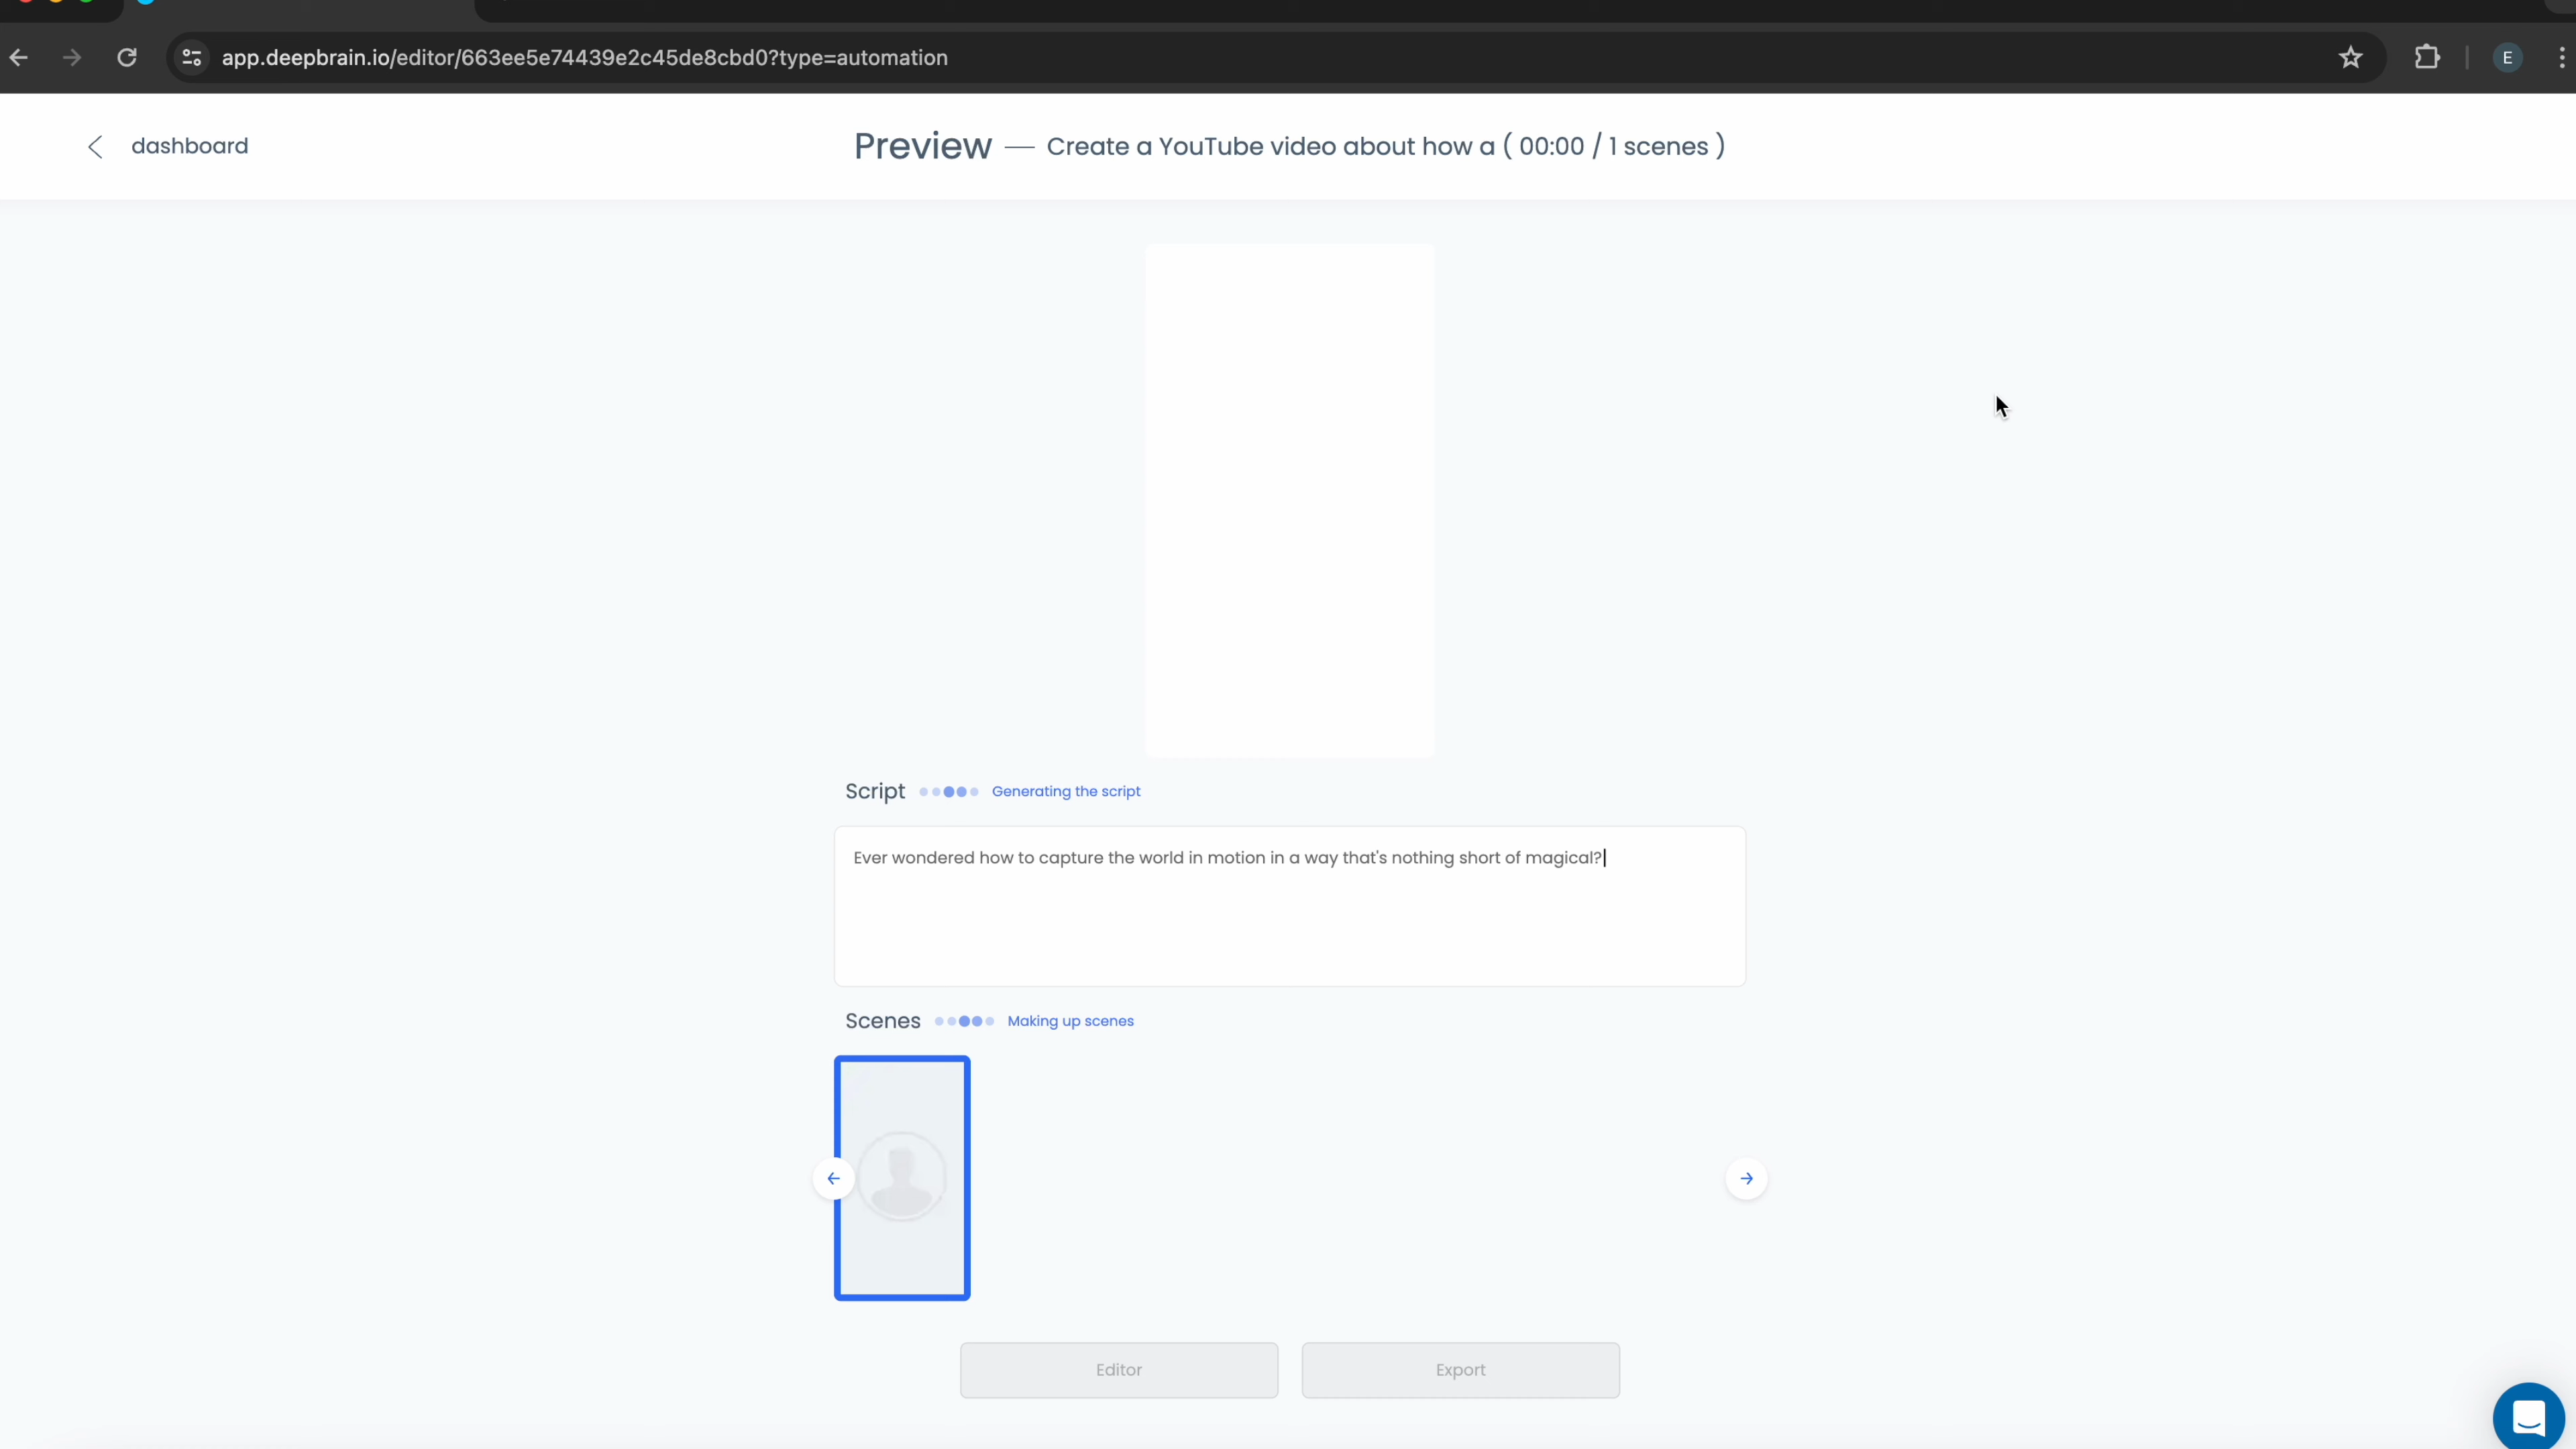 app.deepbrain.io/editor/663ee5e74439e2c45de8cbd0?type=automation
E
dashboard
Preview — Create a YouTube video about how a ( 00:00 / 1 scenes )
Script Generating the script
Ever wondered how to capture the world in motion in a way that's nothing short of magical?
Scenes Making up scenes
Editor Export